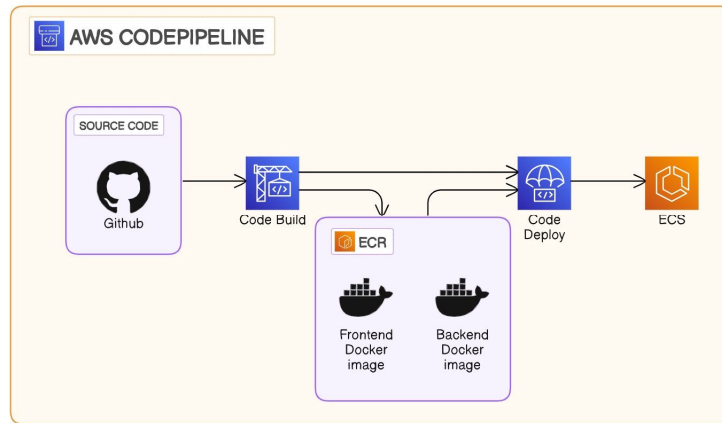 AWS CODEPIPELINE
SOURCE CODE
Github
Code Build
Code
Deploy
ECS
ECR
Frontend
Docker
image
Backend
Docker
image